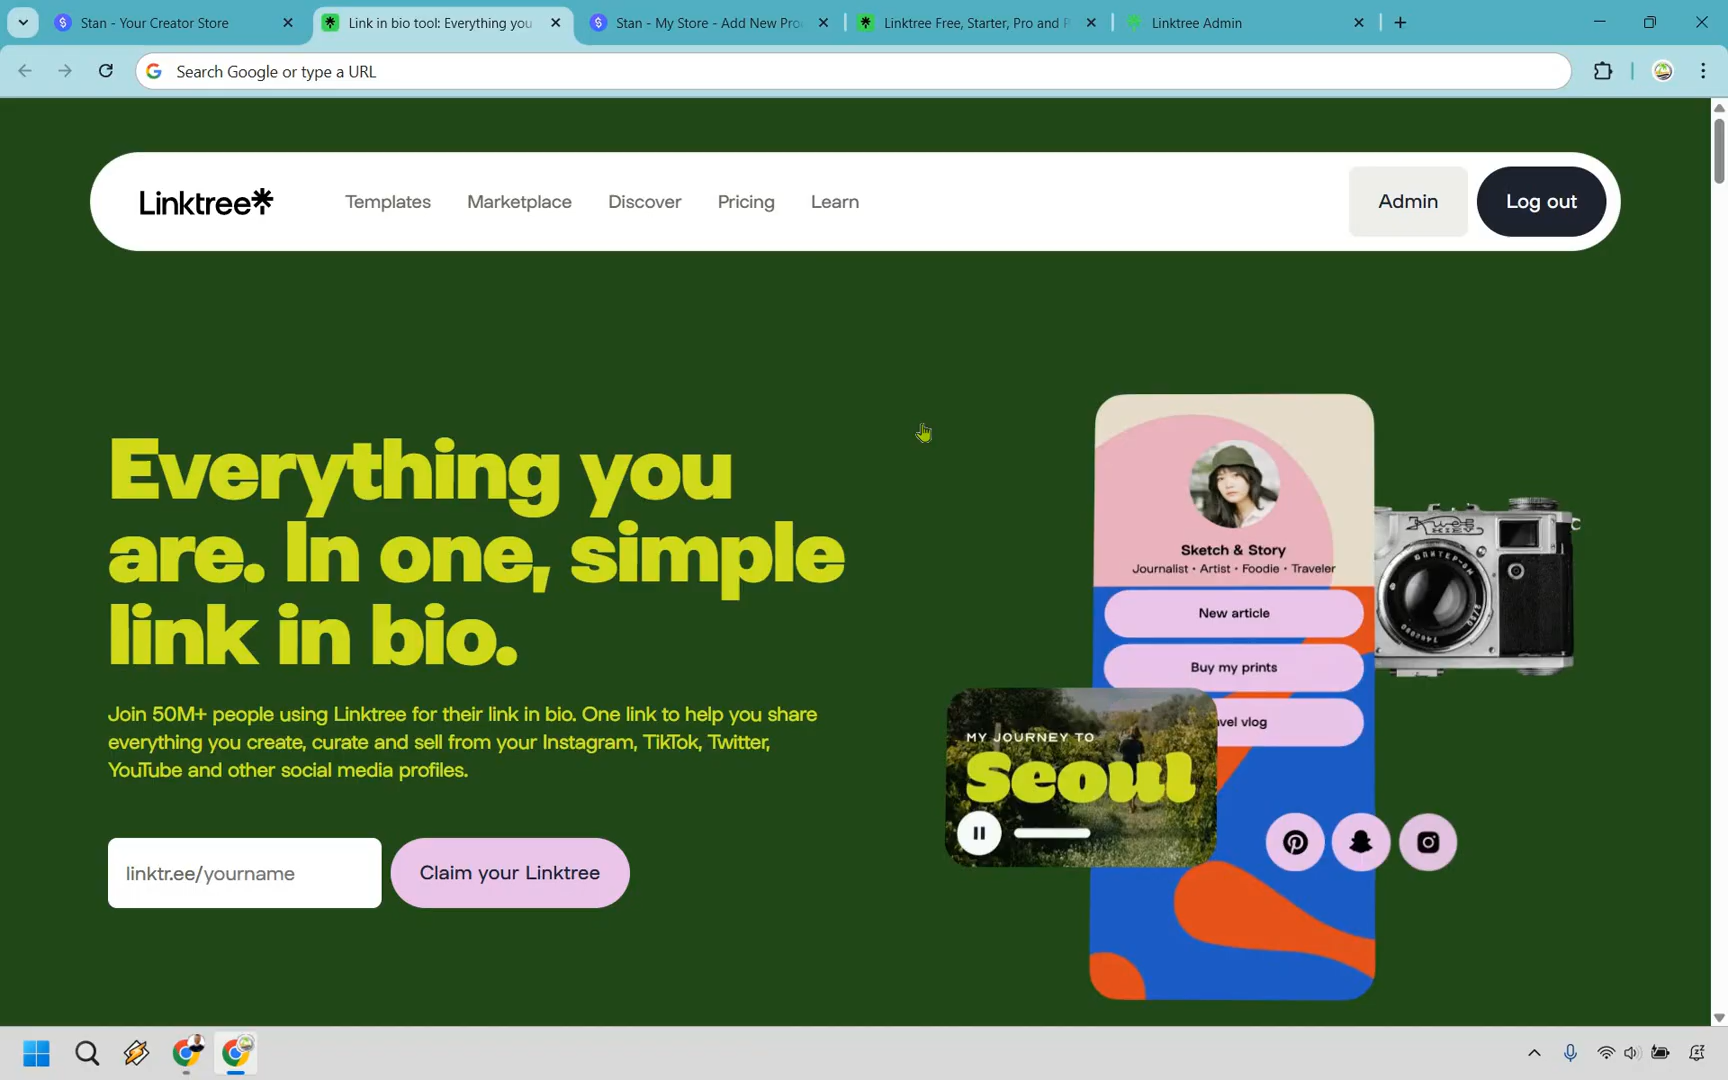 Stan - Your Creator Store
Link in bio tool: Everything you
Stan - My Store - Add New Pro
Linktree Free, Starter, Pro and P
Linktree Admin
Search Google or type a URL
Linktree
Templates
Marketplace
Discover
Pricing
Learn
Admin
Log out
Everything you
are. In one, simple
link in bio.
Join 50M+ people using Linktree for their link in bio. One link to help you share
everything you create, curate and sell from your Instagram, TikTok, Twitter,
YouTube and other social media profiles.
linktr.ee/yourname
Claim your Linktree
Sketch & Story
Journalist • Artist • Foodie • Traveler
New article
Buy my prints
vel vlog
MY JOURNEY TO
Seoul